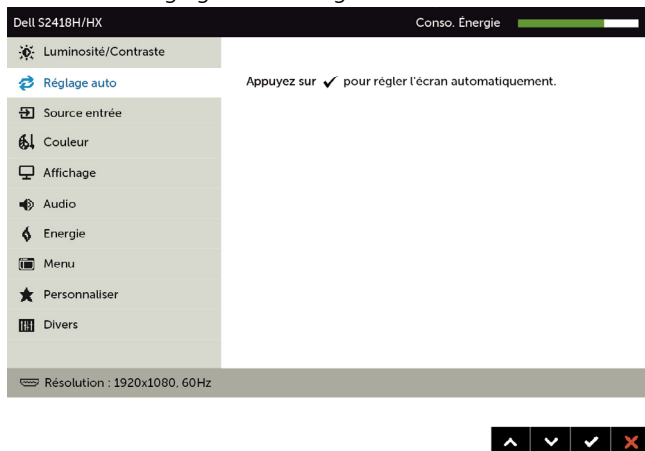 Dell S2418H/HX
Conso. Énergie
Luminosité/Contraste
Réglage auto
Appuyez sur ✓ pour régler l'écran automatiquement.
Source entrée
Couleur
Affichage
Audio
Energie
Menu
Personnaliser
Divers
Résolution : 1920x1080, 60Hz